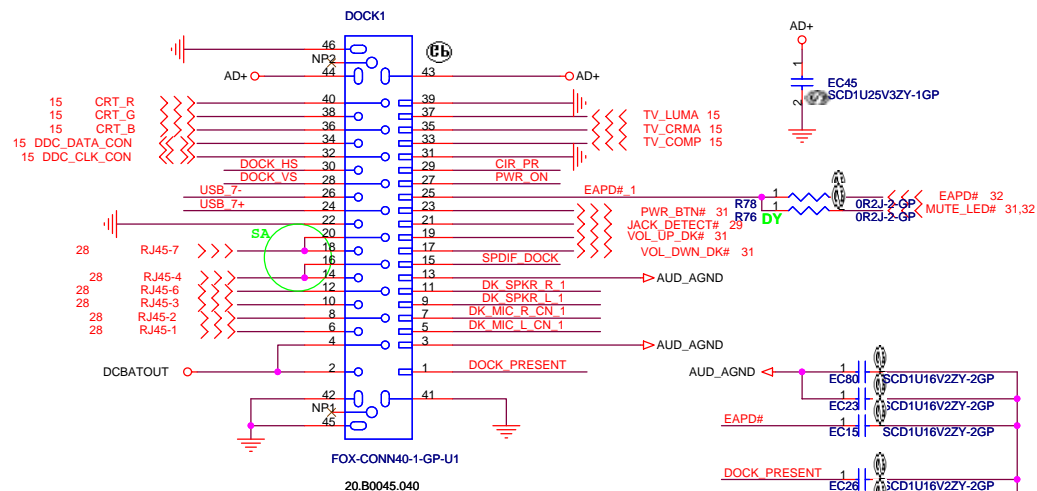 DOCK1
46
NP2
AD+ 44 43 AD+
15 CRT_R 40 39
15 CRT_G 38 37 TV_LUMA 15
15 CRT_B 36 35 TV_CRMA 15
15 DDC_DATA_CON 34 33 TV_COMP 15
15 DDC_CLK_CON 32 31
DOCK_HS 30 29 CIR_PR
DOCK_VS 28 27 PWR_ON
USB_7- 26 25 EAPD#_1
USB_7+ 24 23 PWR_BTN# 31
22 21 JACK_DETECT# 29
SA 20 19 VOL_UP_DK# 31
28 RJ45-7 18 17 VOL_DWN_DK# 31
16 15 SPDIF_DOCK
28 RJ45-4 14 13 AUD_AGND
28 RJ45-6 12 11 DK_SPKR_R_1
28 RJ45-3 10 9 DK_SPKR_L_1
28 RJ45-2 8 7 DK_MIC_R_CN_1
28 RJ45-1 6 5 DK_MIC_L_CN_1
4 3 AUD_AGND
DCBATOUT 2 1 DOCK_PRESENT
42 41
NP1
45
FOX-CONN40-1-GP-U1
20.B0045.040
AD+
1
EC45
SCD1U25V3ZY-1GP
2
1 EAPD# 32
R78 1 0R2J-2-GP MUTE_LED# 31,32
R76 DY 0R2J-2-GP
AUD_AGND 1
EC80 SCD1U16V2ZY-2GP
1
EC23 SCD1U16V2ZY-2GP
EAPD# 1
EC15 SCD1U16V2ZY-2GP
DOCK_PRESENT 1
EC26 SCD1U16V2ZY-2GP